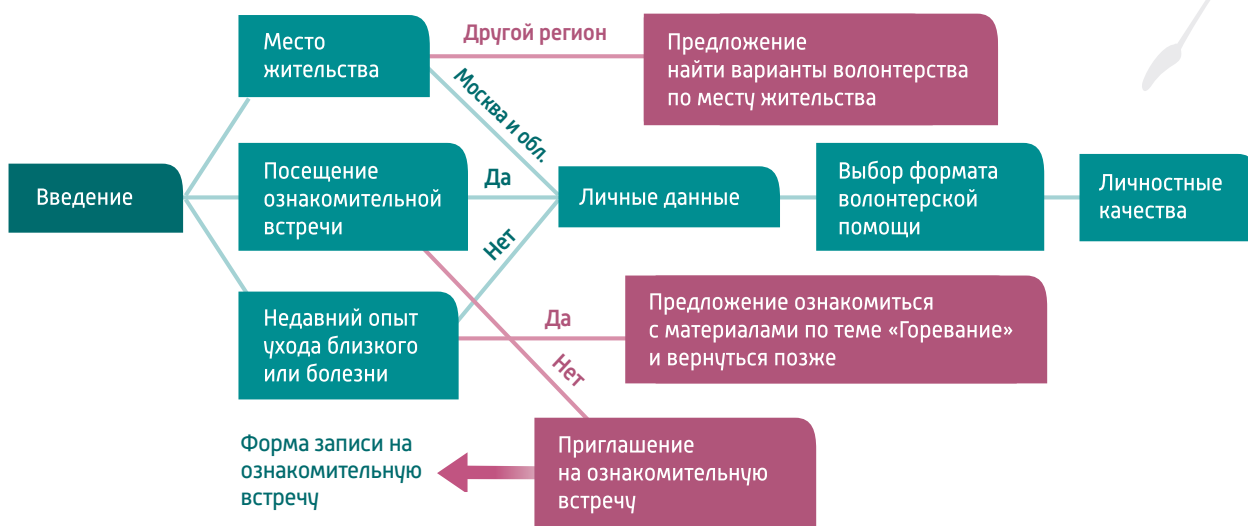 Место
жительства
Другой регион
Предложение
найти варианты волонтерства
по месту жительства
Москва и обл.
Введение
Посещение
ознакомительной
встречи
Да
Личные данные
Выбор формата
волонтерской
помощи
Личностные
качества
Нет
Недавний опыт
ухода близкого
или болезни
Да
Предложение ознакомиться
с материалами по теме «Горевание»
и вернуться позже
Нет
Форма записи на
ознакомительную
встречу
Приглашение
на ознакомительную
встречу